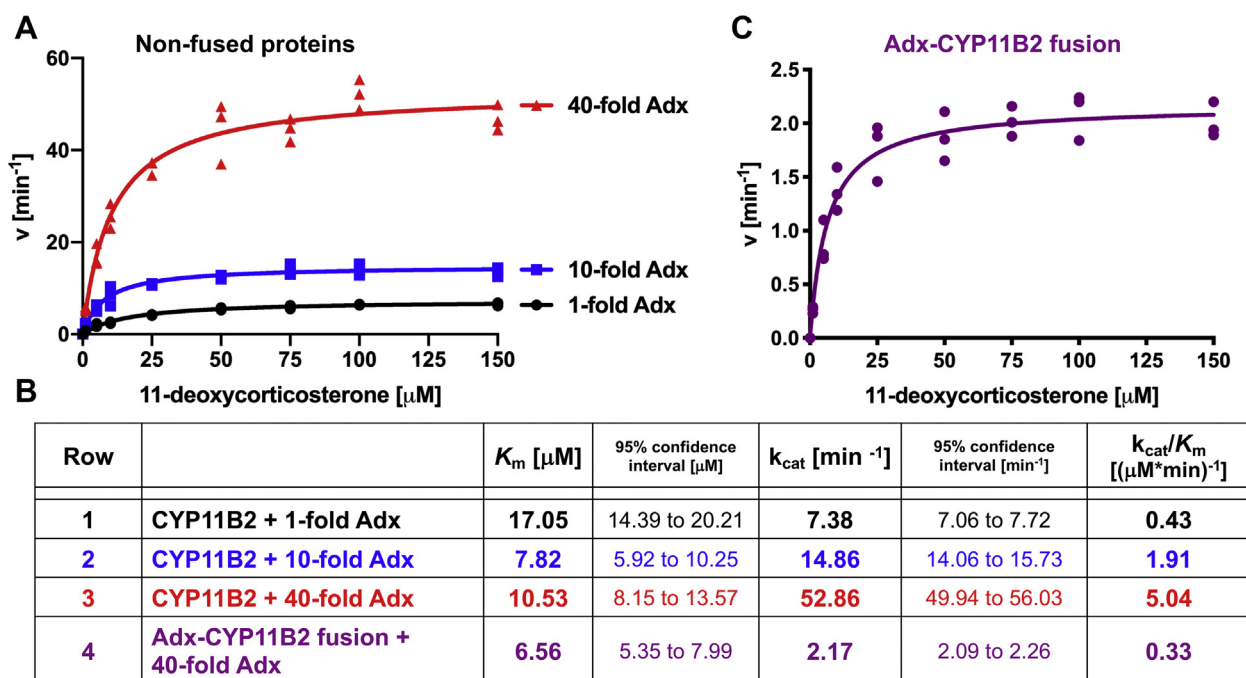 A
Non-fused proteins
60
40
20
0
v [min-1]
0 25 50 75 100 125 150
11-deoxycorticosterone [μM]
40-fold Adx
10-fold Adx
1-fold Adx
C
Adx-CYP11B2 fusion
2.5
2.0
1.5
1.0
0.5
0.0
v [min-1]
0 25 50 75 100 125 150
11-deoxycorticosterone [μM]
B
Row Km [μM] 95% confidence interval [μM] kcat [min -1] 95% confidence interval [min-1] kcat/Km [(μM*min)-1]
1 CYP11B2 + 1-fold Adx 17.05 14.39 to 20.21 7.38 7.06 to 7.72 0.43
2 CYP11B2 + 10-fold Adx 7.82 5.92 to 10.25 14.86 14.06 to 15.73 1.91
3 CYP11B2 + 40-fold Adx 10.53 8.15 to 13.57 52.86 49.94 to 56.03 5.04
4 Adx-CYP11B2 fusion + 40-fold Adx 6.56 5.35 to 7.99 2.17 2.09 to 2.26 0.33